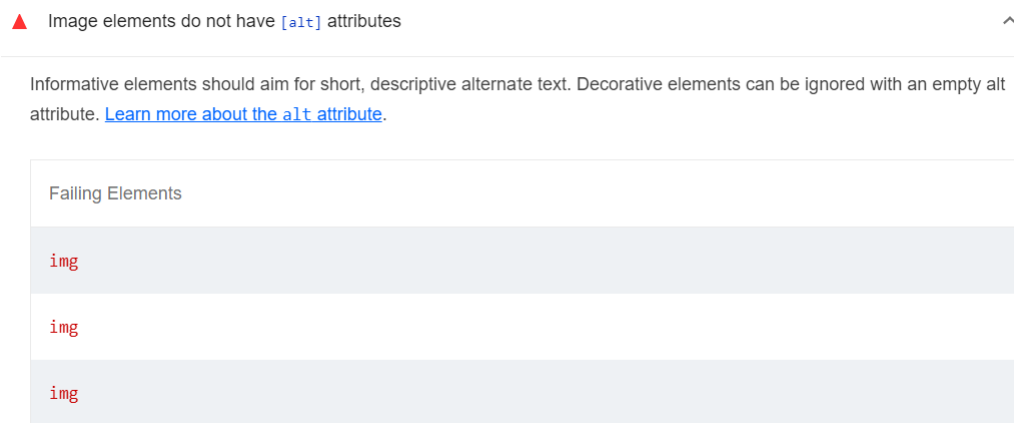 Image elements do not have [alt] attributes
Informative elements should aim for short, descriptive alternate text. Decorative elements can be ignored with an empty alt
attribute. Learn more about the alt attribute.
Failing Elements
img
img
img